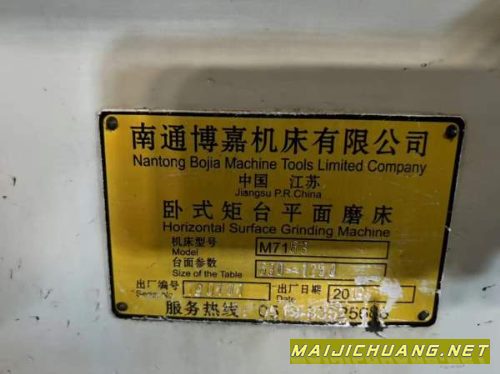 南通博嘉机床有限公司
Nantong Bojia Machine Tools Limited Company
中国 江苏
Jiangsu P.R.China
卧式矩台平面磨床
Horizontal Surface Grinding Machine
机床型号
Model
台面参数
Size of the Table
出厂编号
出厂日期
Date
服务热线
MAIJICHUANG.NET